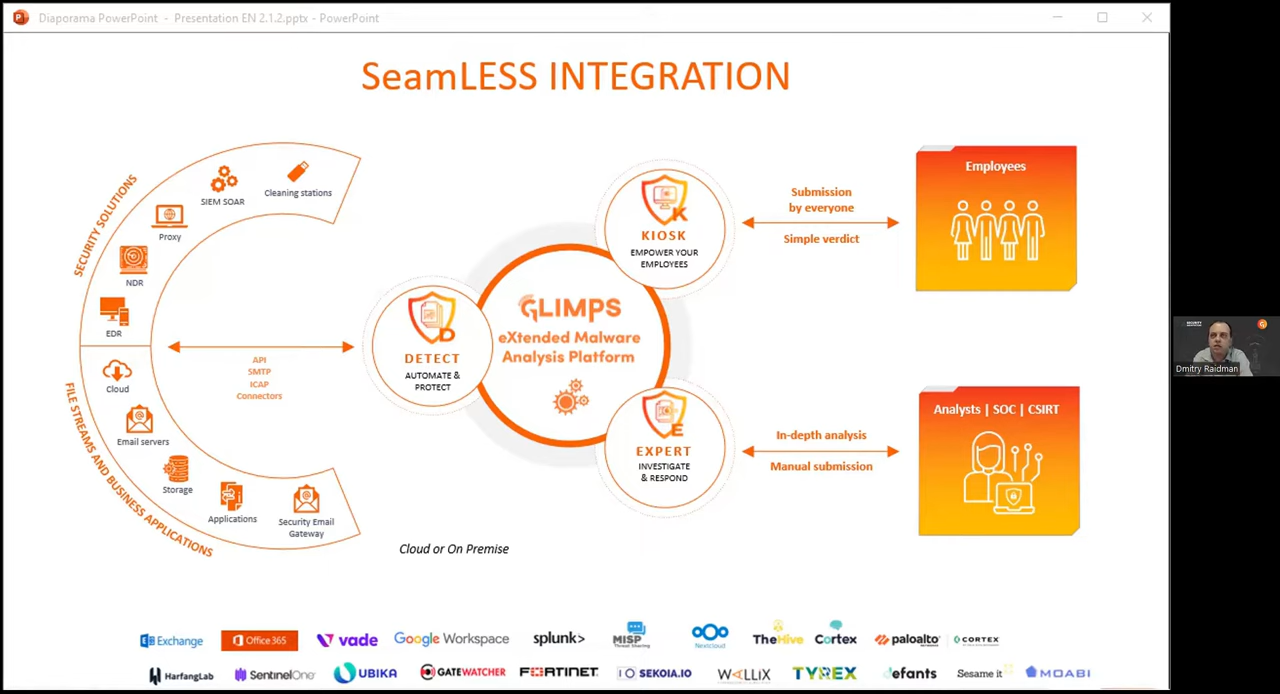 Diaporama PowerPoint - Presentation EN 2.1.2.pptx - PowerPoint
SeamLESS INTEGRATION
SECURITY SOLUTIONS
Cleaning stations
SIEM SOAR
Proxy
NDR
EDR
FILE STREAMS AND BUSINESS APPLICATIONS
Cloud
Email servers
Storage
Applications
Security Email
Gateway
API
SMTP
ICAP
Connectors
D
DETECT
AUTOMATE &
PROTECT
GLIMPS
eXtended Malware
Analysis Platform
K
KIOSK
EMPOWER YOUR
EMPLOYEES
E
EXPERT
INVESTIGATE
& RESPOND
Submission
by everyone
Simple verdict
Employees
In-depth analysis
Manual submission
Analysts | SOC | CSIRT
Cloud or On Premise
Dmitry Raidman
Exchange Office 365 vade Google Workspace splunk> MISP Threat Sharing Nextcloud TheHive Cortex paloalto NETWORKS CORTEX
HarfangLab SentinelOne UBIKA GATEWATCHER FORTINET SEKOIA.IO WALLIX TYREX efants Sesame it MOABI